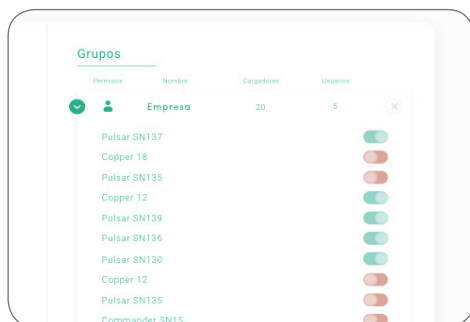 Grupos
Permisos Nombre Cargadores Usuarios
Empresa 20 5
Pulsar SN137
Copper 18
Pulsar SN135
Copper 12
Pulsar SN139
Pulsar SN136
Pulsar SN130
Copper 12
Pulsar SN135
Commander SN15